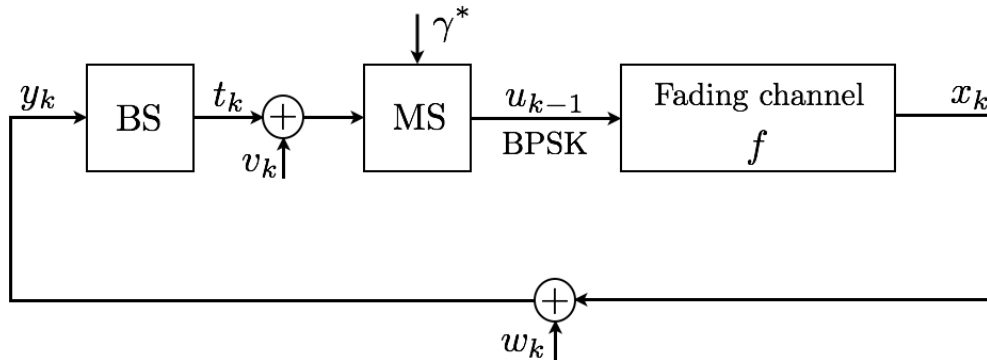 γ*
y_k
BS
t_k
+
v_k
MS
u_{k−1}
BPSK
Fading channel
f
x_k
+
w_k